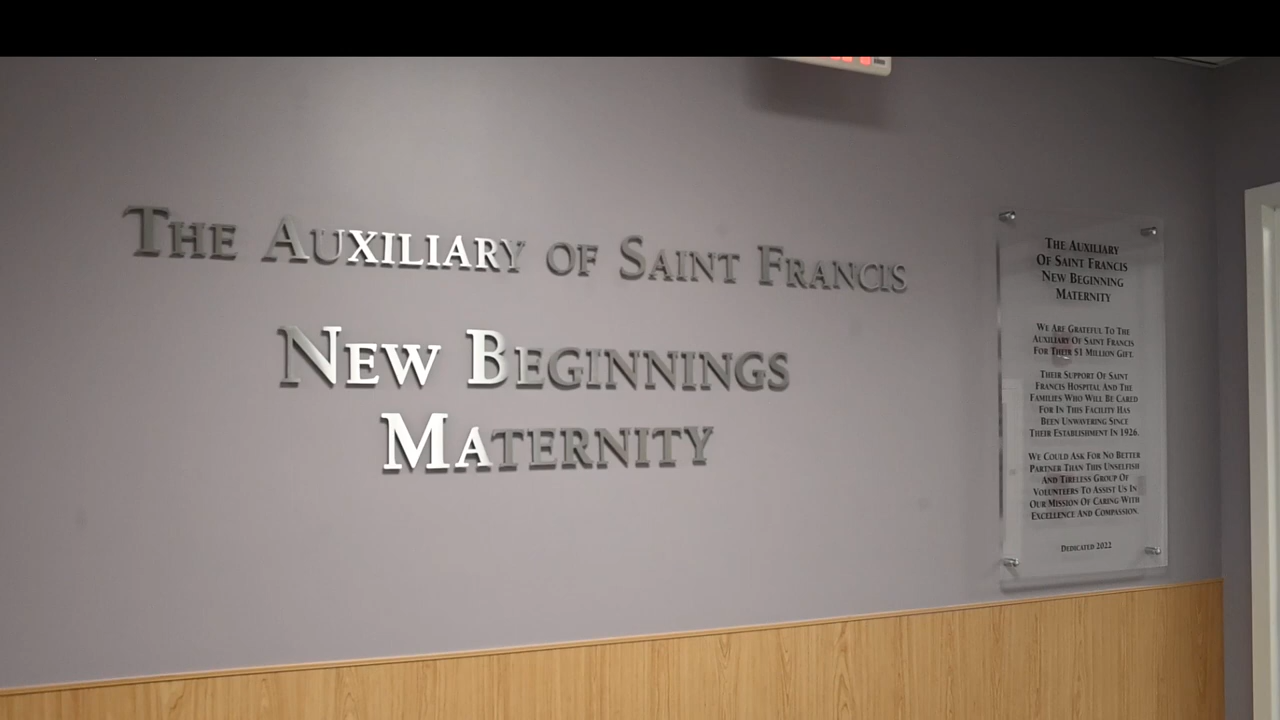 The Auxiliary of Saint Francis
New Beginnings
Maternity
The Auxiliary
Of Saint Francis
New Beginning
Maternity
We Are Grateful To The
Auxiliary Of Saint Francis
For Their $1 Million Gift.
Their Support Of Saint
Francis Hospital And The
Families Who Will Be Cared
For In This Facility Has
Been Unwavering Since
Their Establishment In 1926.
We Could Ask For No Better
Partner Than This Unselfish
And Tireless Group Of
Volunteers To Assist Us In
Our Mission Of Caring With
Excellence And Compassion.
Dedicated 2022